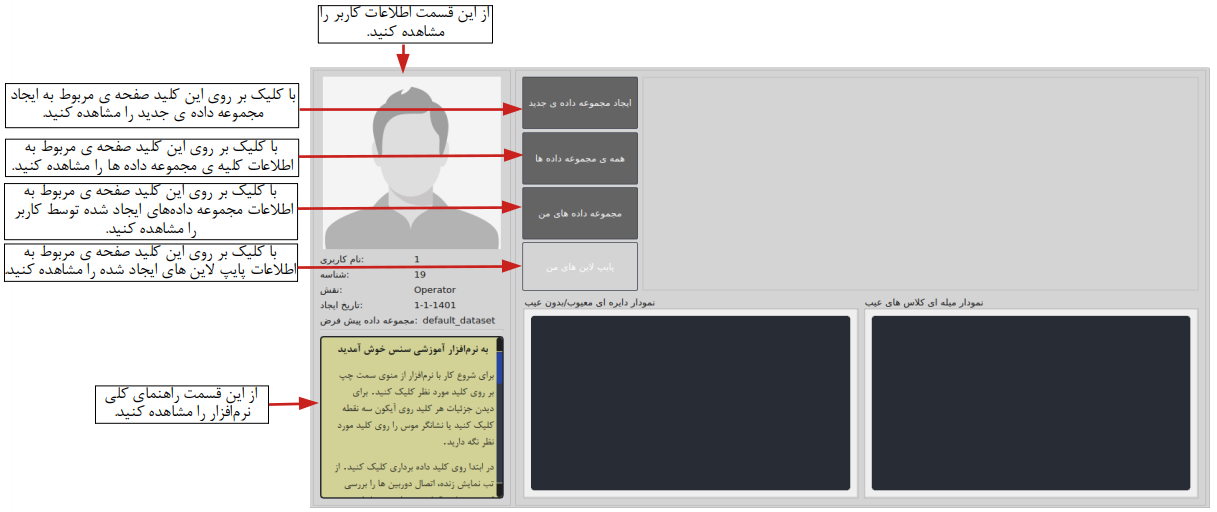 از این قسمت اطلاعات کاربر را
مشاهده کنید.
با کلیک بر روی این کلید صفحه ی مربوط به ایجاد
مجموعه داده ی جدید را مشاهده کنید.
با کلیک بر روی این کلید صفحه ی مربوط به
اطلاعات کلیه ی مجموعه داده ها را مشاهده کنید.
با کلیک بر روی این کلید صفحه ی مربوط به
اطلاعات مجموعه داده‌های ایجاد شده توسط کاربر
را مشاهده کنید.
با کلیک بر روی این کلید صفحه ی مربوط به
اطلاعات پایپ لاین های ایجاد شده را مشاهده کنید.
از این قسمت راهنمای کلی
نرم‌افزار را مشاهده کنید.
ایجاد مجموعه داده ی جدید
همه ی مجموعه داده ها
مجموعه داده های من
پایپ لاین های من
نام کاربری: 1
شناسه: 19
نقش: Operator
تاریخ ایجاد: 1-1-1401
مجموعه داده پیش فرض: default_dataset
نمودار دایره ای معیوب/بدون عیب
نمودار میله ای کلاس های عیب
به نرم‌افزار آموزشی سنس خوش آمدید
برای شروع کار با نرم‌افزار از منوی سمت چپ
بر روی کلید مورد نظر کلیک کنید. برای
دیدن جزئیات هر کلید روی آیکون سه نقطه
کلیک کنید یا نشانگر موس را روی کلید مورد
نظر نگه دارید.
در ابتدا روی کلید داده برداری کلیک کنید. از
تب نمایش زنده، اتصال دوربین ها را بررسی